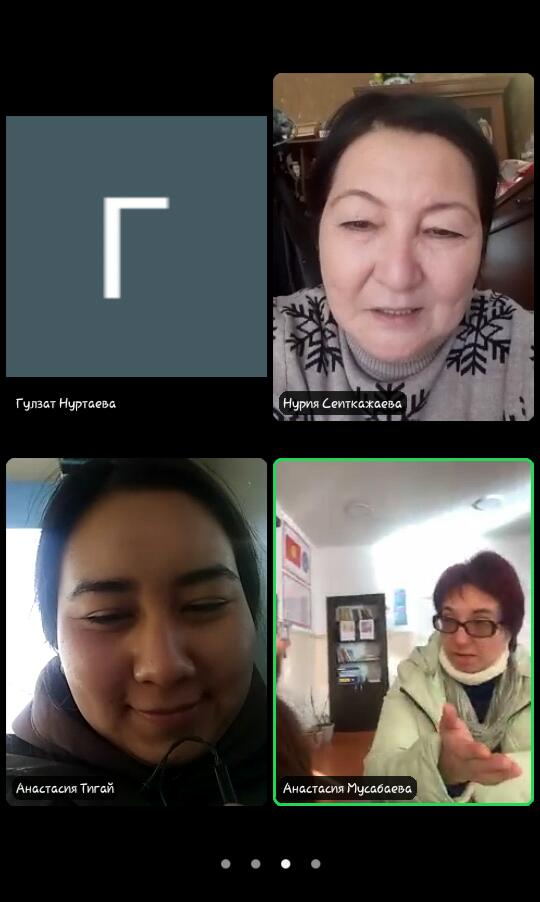 Г
Гулзат Нуртаева
Нурия Сеиткажаева
Анастасия Тигай
Анастасия Мусабаева